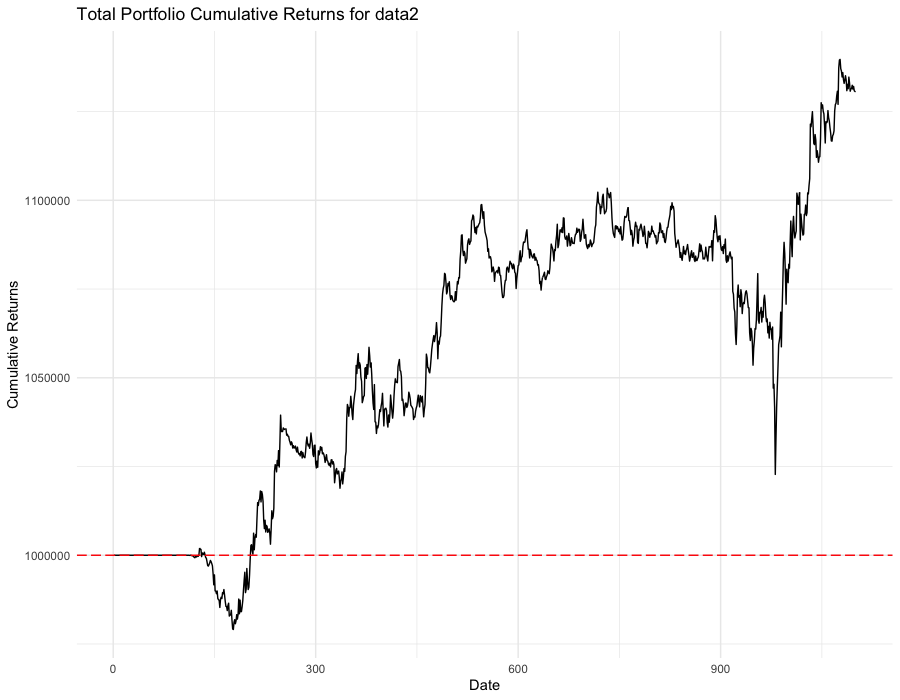 Total Portfolio Cumulative Returns for data2
Cumulative Returns
1100000
1050000
1000000
0 300 600 900
Date